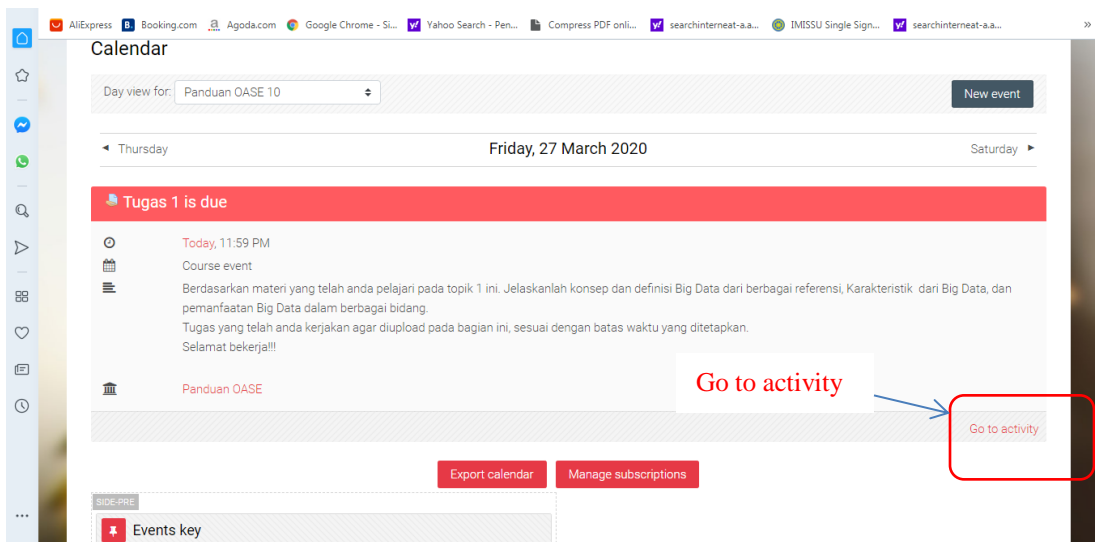 AliExpress B. Booking.com Agoda.com Google Chrome - Si... Yahoo Search - Pen... Compress PDF onli... searchinterneat-a.a... IMISSU Single Sign... searchinterneat-a.a... »
Calendar
Day view for: Panduan OASE 10 New event
◄ Thursday Friday, 27 March 2020 Saturday ►
Tugas 1 is due
Today, 11:59 PM
Course event
Berdasarkan materi yang telah anda pelajari pada topik 1 ini. Jelaskanlah konsep dan definisi Big Data dari berbagai referensi, Karakteristik dari Big Data, dan
pemanfaatan Big Data dalam berbagai bidang.
Tugas yang telah anda kerjakan agar diupload pada bagian ini, sesuai dengan batas waktu yang ditetapkan.
Selamat bekerja!!!
Go to activity
Panduan OASE
Go to activity
Export calendar Manage subscriptions
SIDE-PRE
Events key